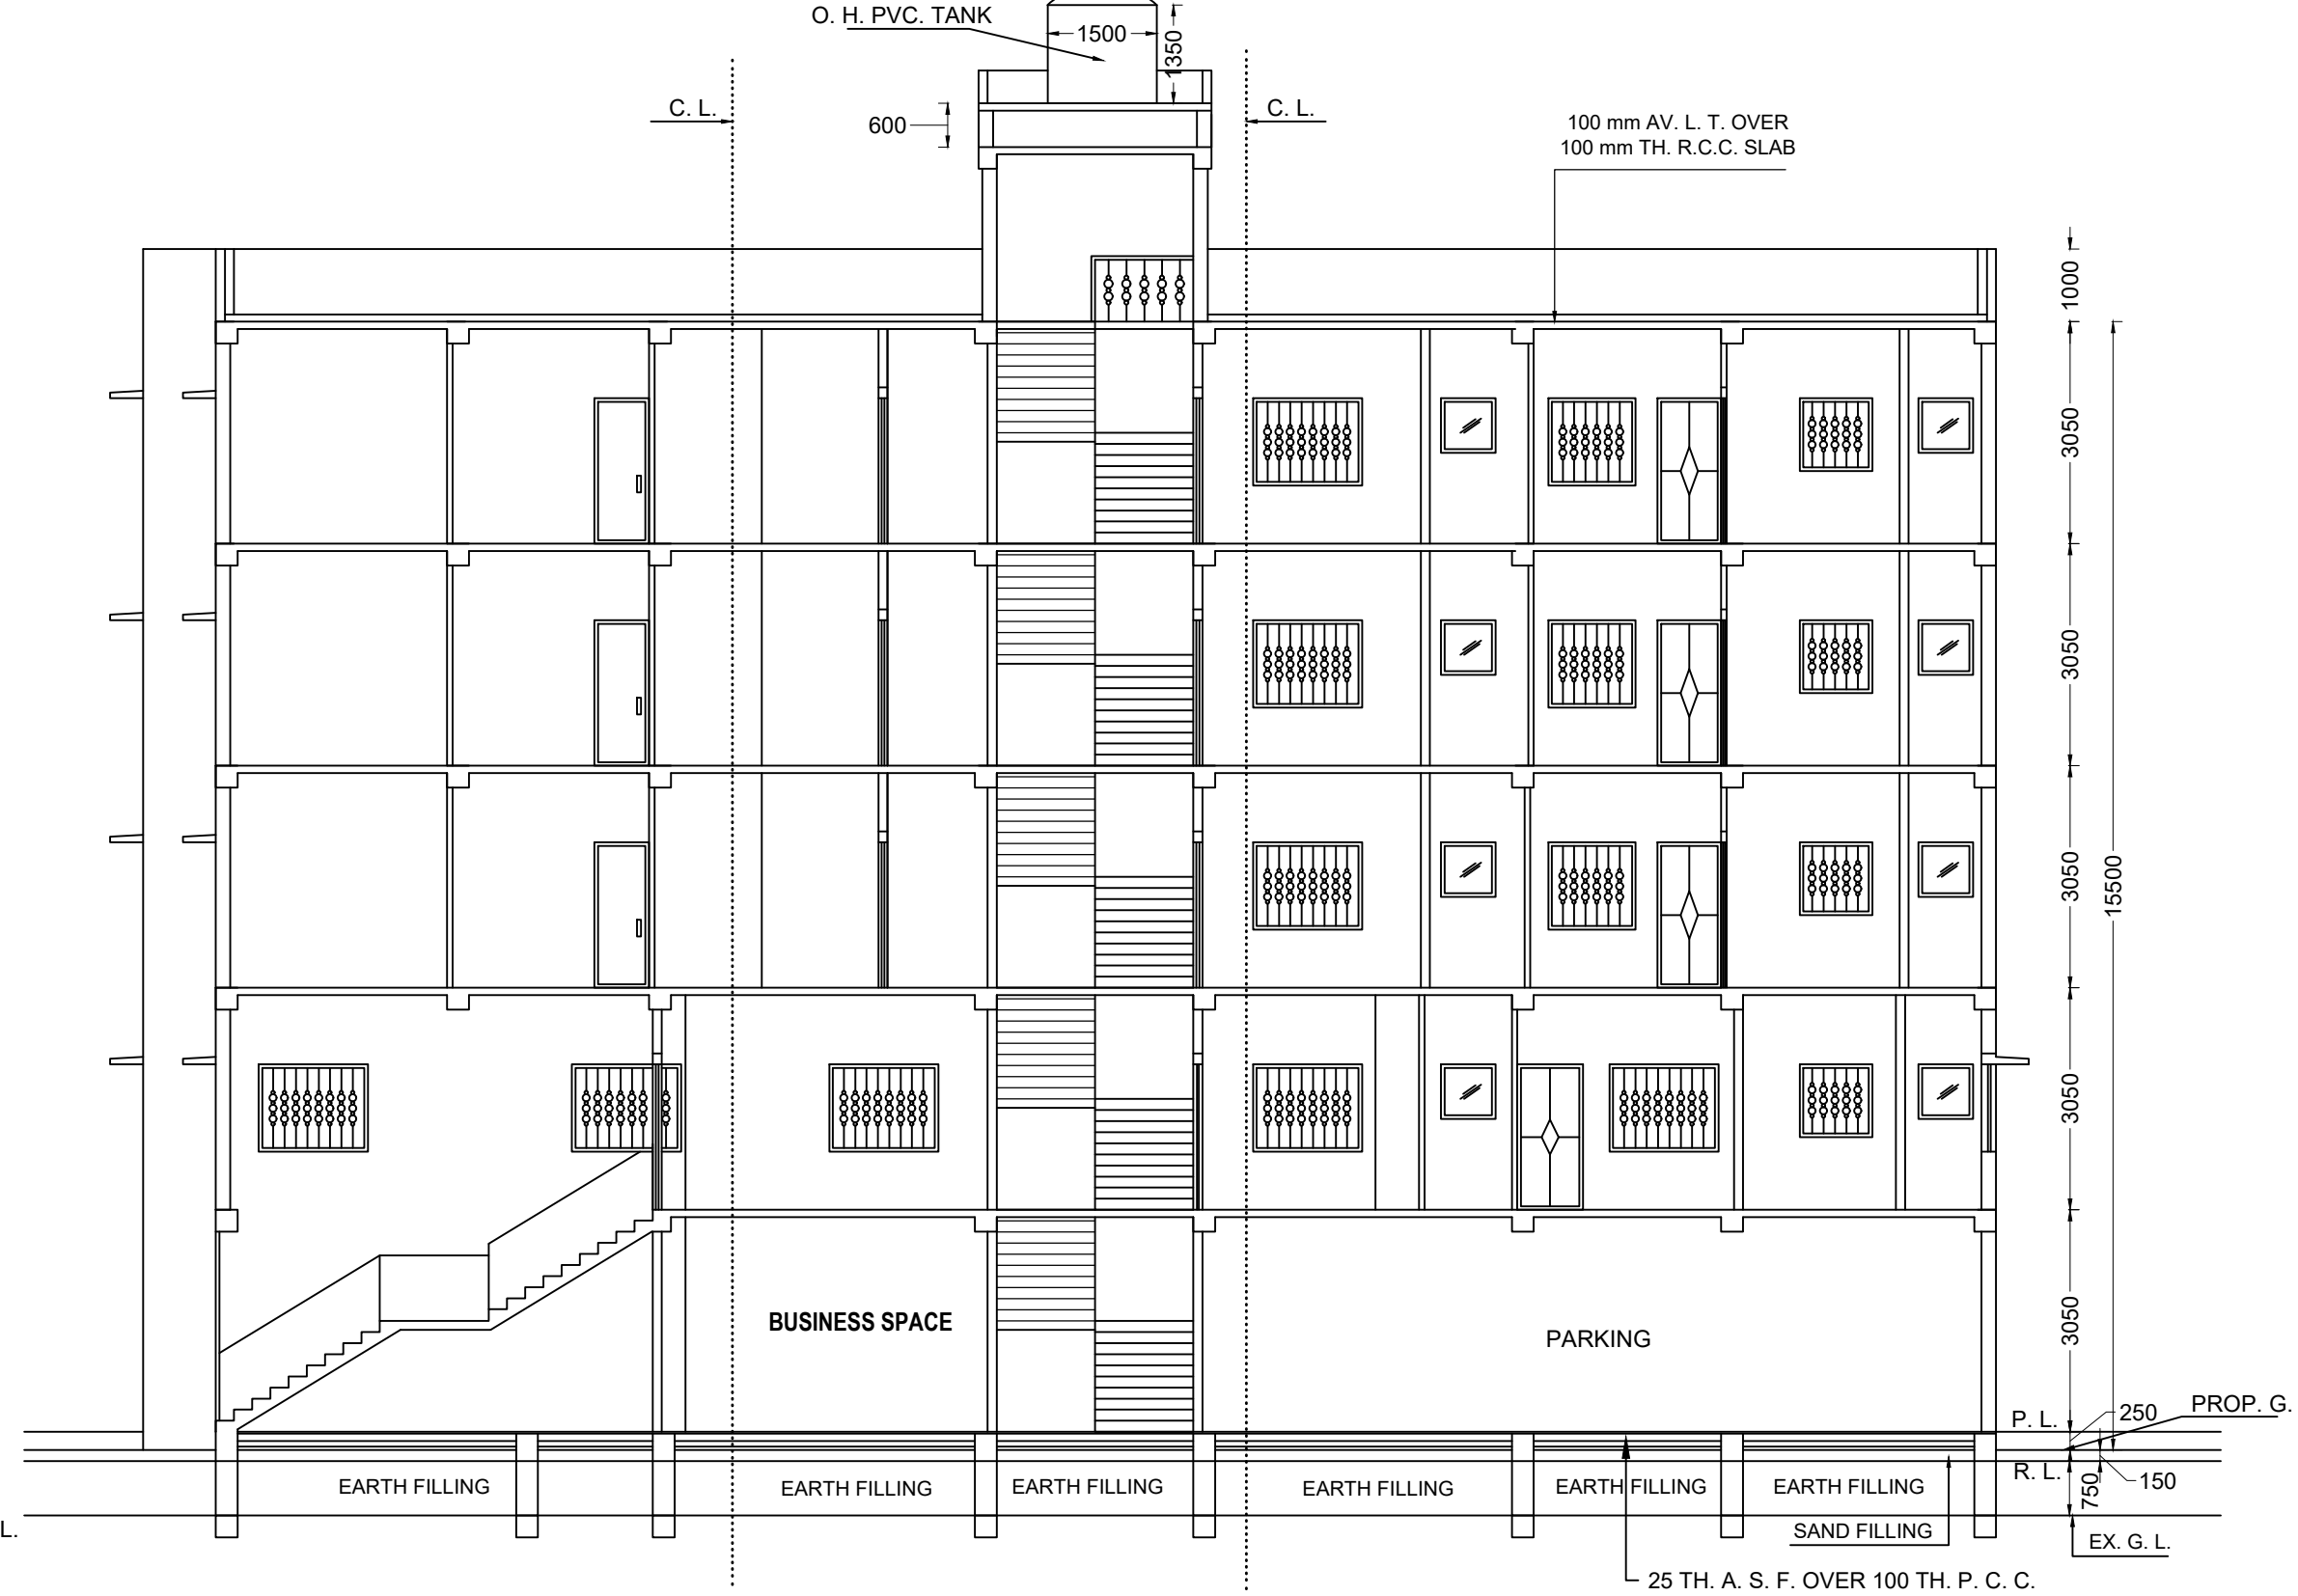 O. H. PVC. TANK
1500
1350
C. L.
600
C. L.
100 mm AV. L. T. OVER
100 mm TH. R.C.C. SLAB
1000
3050
3050
3050
15500
3050
3050
BUSINESS SPACE
PARKING
P. L.
250
PROP. G.
R. L.
750
150
EARTH FILLING
EARTH FILLING
EARTH FILLING
EARTH FILLING
EARTH FILLING
EARTH FILLING
L.
SAND FILLING
EX. G. L.
25 TH. A. S. F. OVER 100 TH. P. C. C.